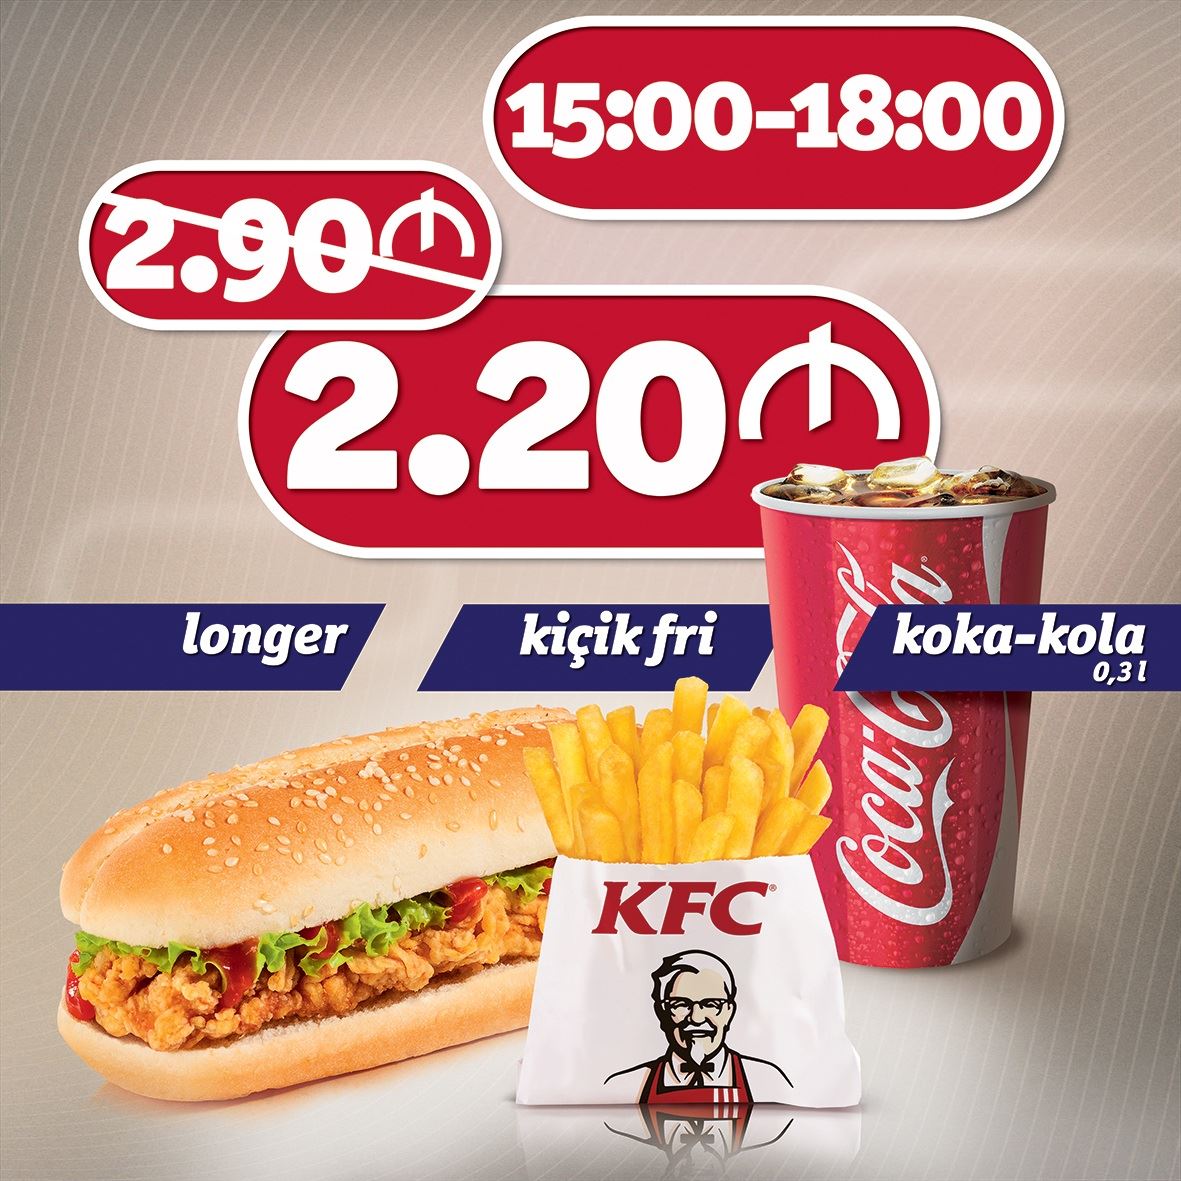 15:00-18:00
2.90₼
2.20₼
longer
kiçik fri
koka-kola
0,3 l
Coca-Cola
KFC®